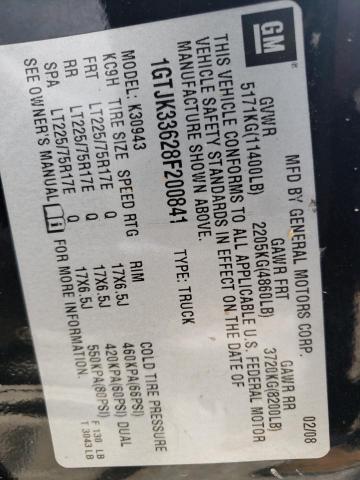 GM
MFD BY GENERAL MOTORS CORP. 02/08
GVWR GAWR FRT GAWR RR
5171KG(11400LB) 2205KG(4860LB) 3720KG(8200LB)
THIS VEHICLE CONFORMS TO ALL APPLICABLE U.S. FEDERAL MOTOR
VEHICLE SAFETY STANDARDS IN EFFECT ON THE DATE OF
MANUFACTURE SHOWN ABOVE.
1GTJK33628F200841 TYPE: TRUCK
MODEL: K30943
KC9H TIRE SIZE SPEED RTG RIM COLD TIRE PRESSURE
FRT LT225/75R17E Q 17X6.5J 460KPA(66PSI)
RR LT225/75R17E Q 17X6.5J 420KPA(60PSI) DUAL
SPA LT225/75R17E Q 17X6.5J 550KPA(80PSI)
SEE OWNER'S MANUAL FOR MORE INFORMATION.
F 130 LB
T 3043 LB